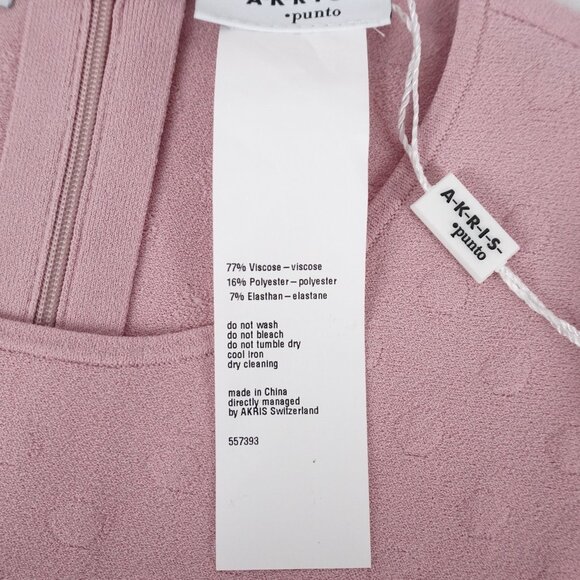 AKRIS
•punto
A-K-R-I-S-
•punto
77% Viscose – viscose
16% Polyester – polyester
7% Elasthan – elastane
do not wash
do not bleach
do not tumble dry
cool iron
dry cleaning
made in China
directly managed
by AKRIS Switzerland
557393